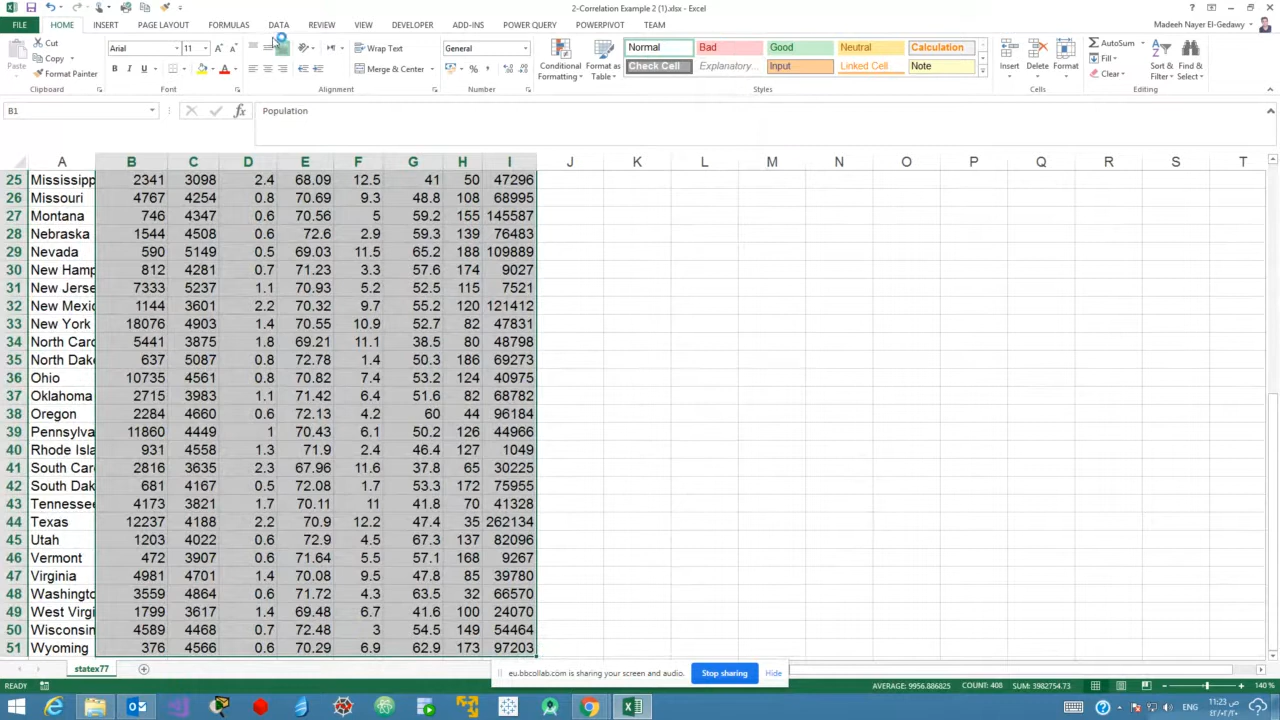 2-Correlation Example 2 (1).xlsx - Excel
FILE HOME INSERT PAGE LAYOUT FORMULAS DATA REVIEW VIEW DEVELOPER ADD-INS POWER QUERY POWERPIVOT TEAM Madeeh Nayer El-Gedawy
Paste
Cut
Copy
Format Painter
Clipboard
Arial 11
Font
Wrap Text
Merge & Center
Alignment
General
Number
Conditional Formatting
Format as Table
Normal Bad Good Neutral Calculation
Check Cell Explanatory... Input Linked Cell Note
Styles
Insert Delete Format
Cells
AutoSum
Fill
Clear
Sort & Filter
Find & Select
Editing
B1 Population
A B C D E F G H I J K L M N O P Q R S T
25 Mississipp 2341 3098 2.4 68.09 12.5 41 50 47296
26 Missouri 4767 4254 0.8 70.69 9.3 48.8 108 68995
27 Montana 746 4347 0.6 70.56 5 59.2 155 145587
28 Nebraska 1544 4508 0.6 72.6 2.9 59.3 139 76483
29 Nevada 590 5149 0.5 69.03 11.5 65.2 188 109889
30 New Hamp 812 4281 0.7 71.23 3.3 57.6 174 9027
31 New Jerse 7333 5237 1.1 70.93 5.2 52.5 115 7521
32 New Mexic 1144 3601 2.2 70.32 9.7 55.2 120 121412
33 New York 18076 4903 1.4 70.55 10.9 52.7 82 47831
34 North Carc 5441 3875 1.8 69.21 11.1 38.5 80 48798
35 North Dako 637 5087 0.8 72.78 1.4 50.3 186 69273
36 Ohio 10735 4561 0.8 70.82 7.4 53.2 124 40975
37 Oklahoma 2715 3983 1.1 71.42 6.4 51.6 82 68782
38 Oregon 2284 4660 0.6 72.13 4.2 60 44 96184
39 Pennsylva 11860 4449 1 70.43 6.1 50.2 126 44966
40 Rhode Isla 931 4558 1.3 71.9 2.4 46.4 127 1049
41 South Carc 2816 3635 2.3 67.96 11.6 37.8 65 30225
42 South Dak 681 4167 0.5 72.08 1.7 53.3 172 75955
43 Tennessee 4173 3821 1.7 70.11 11 41.8 70 41328
44 Texas 12237 4188 2.2 70.9 12.2 47.4 35 262134
45 Utah 1203 4022 0.6 72.9 4.5 67.3 137 82096
46 Vermont 472 3907 0.6 71.64 5.5 57.1 168 9267
47 Virginia 4981 4701 1.4 70.08 9.5 47.8 85 39780
48 Washingto 3559 4864 0.6 71.72 4.3 63.5 32 66570
49 West Virgi 1799 3617 1.4 69.48 6.7 41.6 100 24070
50 Wisconsin 4589 4468 0.7 72.48 3 54.5 149 54464
51 Wyoming 376 4566 0.6 70.29 6.9 62.9 173 97203
statex77
eu.bbcollab.com is sharing your screen and audio. Stop sharing Hide
READY AVERAGE: 9956.886825 COUNT: 408 SUM: 3982754.73 140 %
ENG 11:23 ص